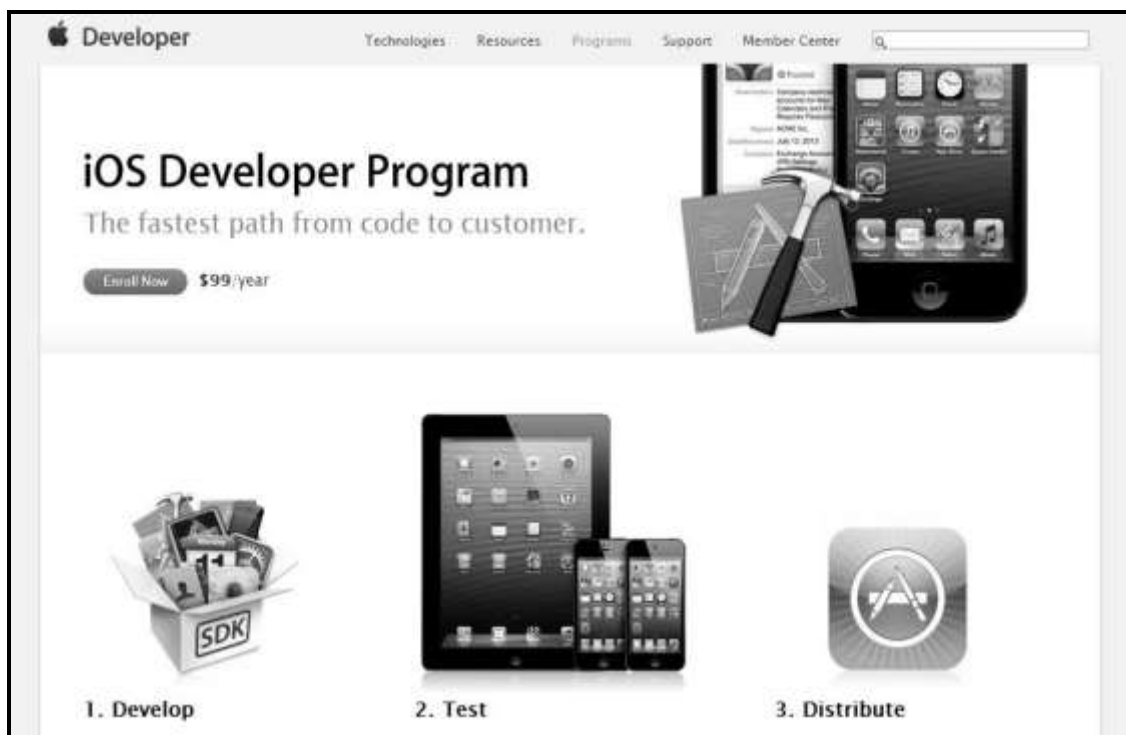 Developer
Technologies Resources Programs Support Member Center
iOS Developer Program
The fastest path from code to customer.
Enroll Now $99/year
SDK
1. Develop
2. Test
3. Distribute